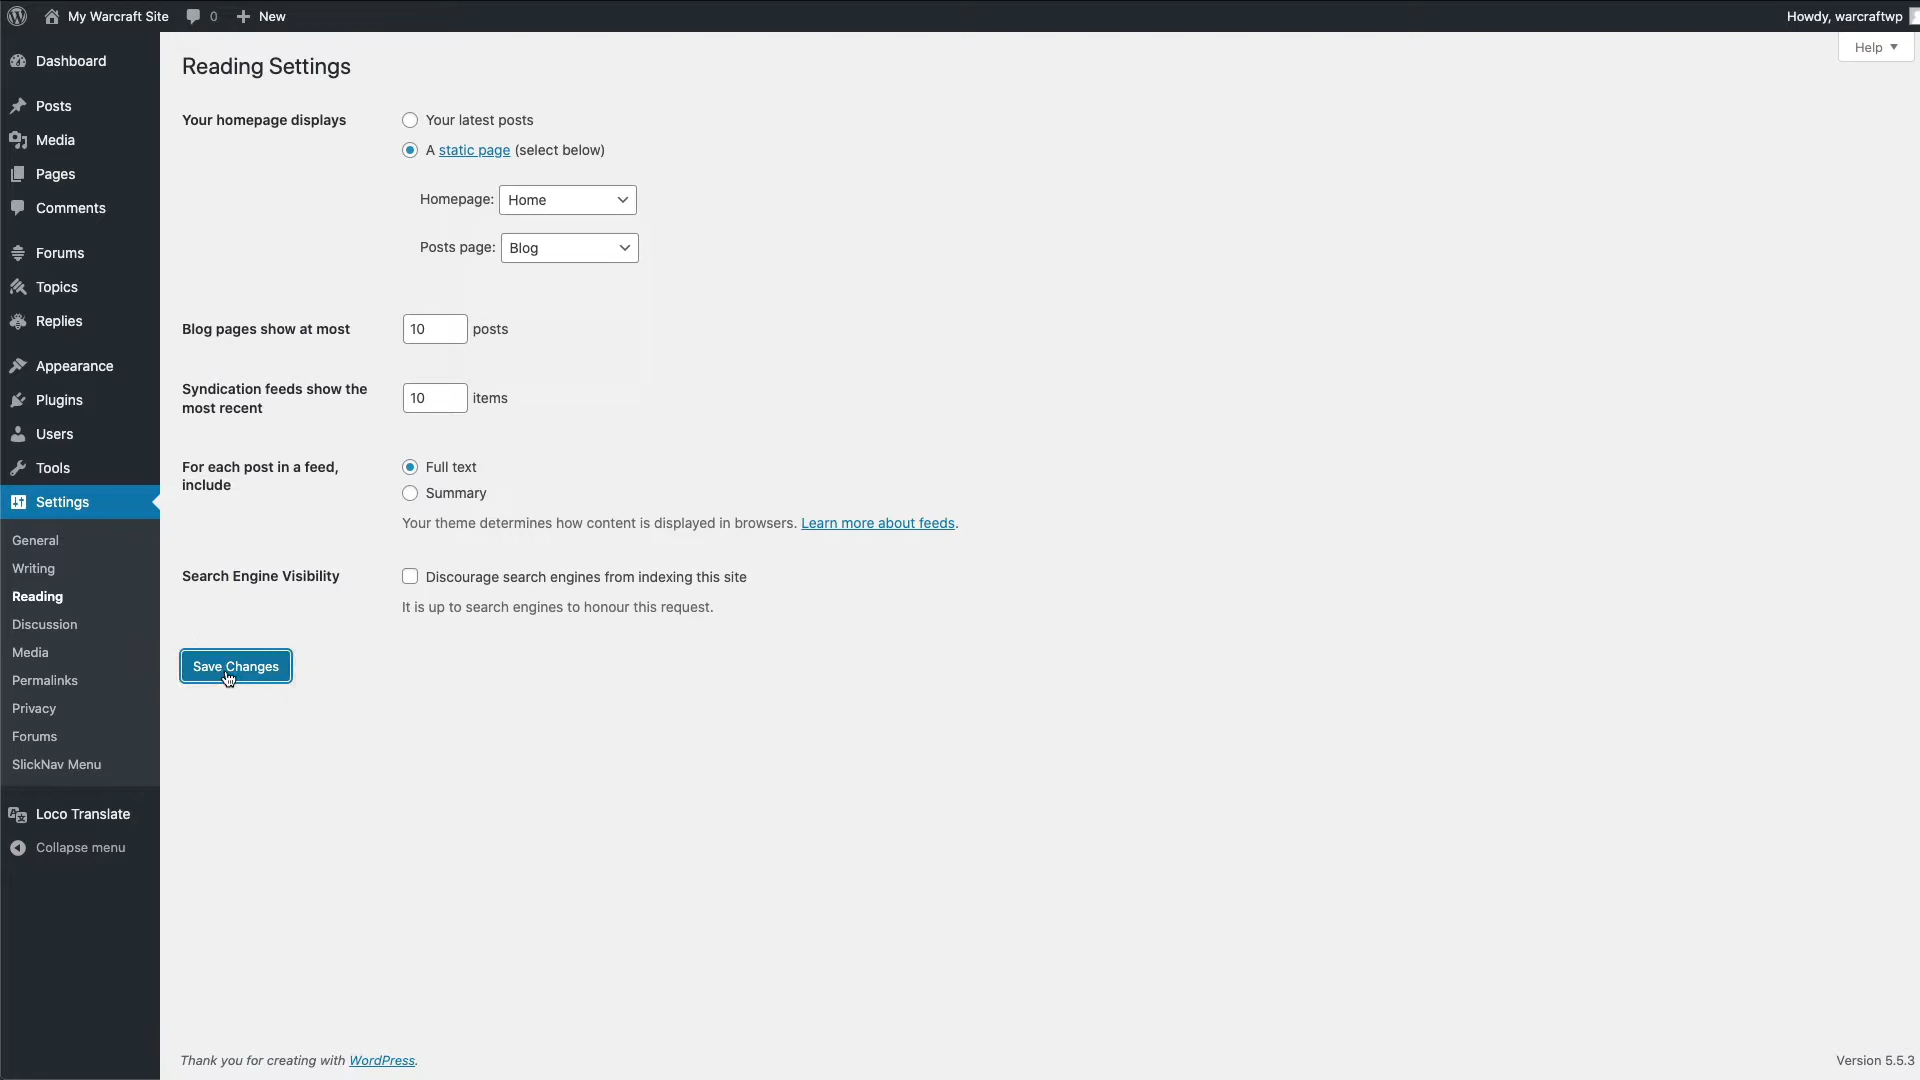 My Warcraft Site 0 New Howdy, warcraftwp
Help
Dashboard
Posts
Media
Pages
Comments
Forums
Topics
Replies
Appearance
Plugins
Users
Tools
Settings
General
Writing
Reading
Discussion
Media
Permalinks
Privacy
Forums
SlickNav Menu
Loco Translate
Collapse menu
Reading Settings
Your homepage displays
Your latest posts
A static page (select below)
Homepage: Home
Posts page: Blog
Blog pages show at most 10 posts
Syndication feeds show the
most recent
10 items
For each post in a feed,
include
Full text
Summary
Your theme determines how content is displayed in browsers. Learn more about feeds.
Search Engine Visibility
Discourage search engines from indexing this site
It is up to search engines to honour this request.
Save Changes
Thank you for creating with WordPress.
Version 5.5.3